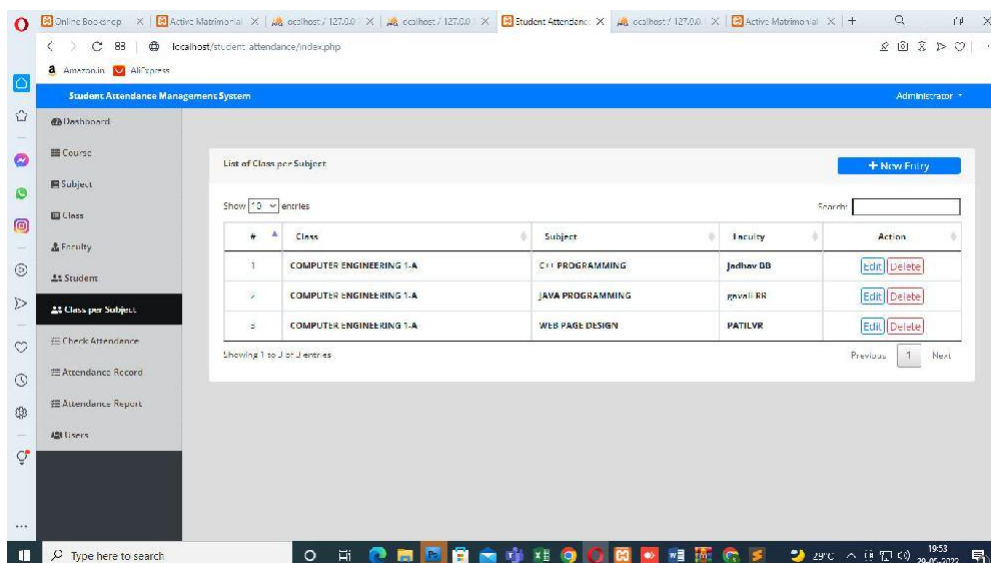 Online Bookshop
Active Matrimonial
localhost / 127.0.0
localhost / 127.0.0
Student Attendanc
localhost / 127.0.0
Active Matrimonial
localhost/student attendance/index.php
Amazon.in
AliExpress
Student Attendance Management System
Administrator
Dashboard
Course
Subject
Class
Faculty
Student
Class per Subject
Check Attendance
Attendance Record
Attendance Report
Users
List of Class per Subject
+ New Entry
Show 10 entries
Search:
# Class Subject Faculty Action
1 COMPUTER ENGINEERING 1-A C++ PROGRAMMING Jadhav BB Edit Delete
2 COMPUTER ENGINEERING 1-A JAVA PROGRAMMING gavali RR Edit Delete
3 COMPUTER ENGINEERING 1-A WEB PAGE DESIGN PATILVR Edit Delete
Showing 1 to 3 of 3 entries
Previous 1 Next
Type here to search
29°C
19:53
29-05-2022